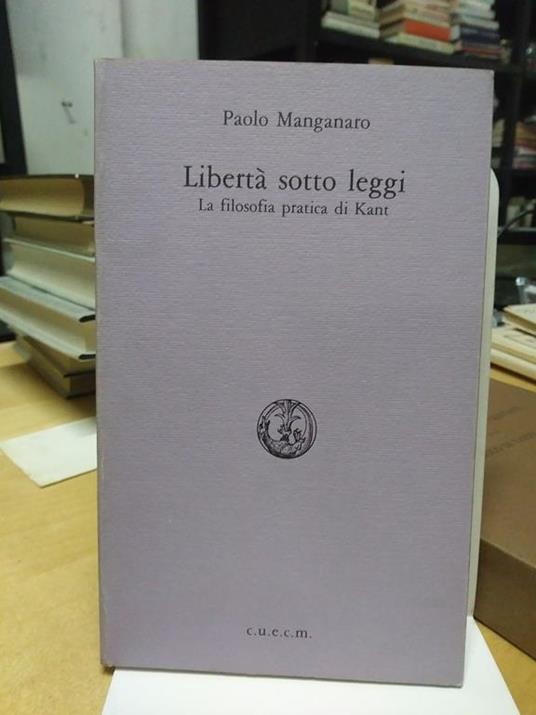 Paolo Manganaro
Libertà sotto leggi
La filosofia pratica di Kant
c.u.e.c.m.